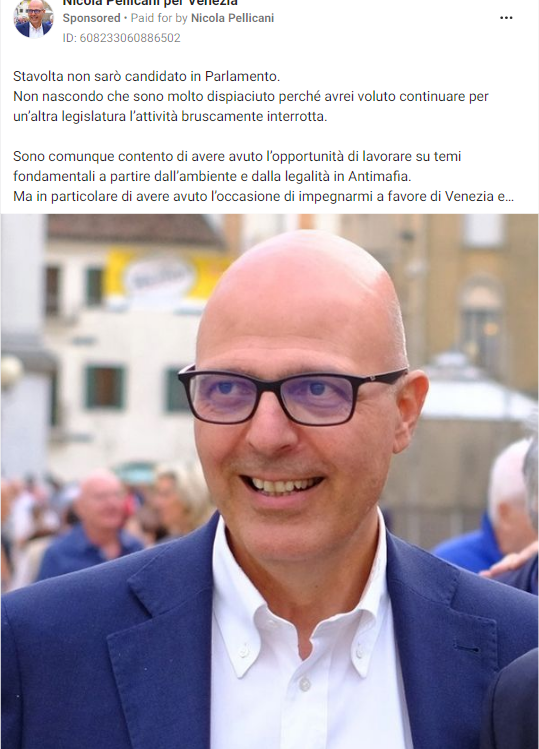 Nicola Pellicani per Venezia
Sponsored • Paid for by Nicola Pellicani
ID: 608233060886502
Stavolta non sarò candidato in Parlamento.
Non nascondo che sono molto dispiaciuto perché avrei voluto continuare per
un'altra legislatura l'attività bruscamente interrotta.
Sono comunque contento di avere avuto l'opportunità di lavorare su temi
fondamentali a partire dall'ambiente e dalla legalità in Antimafia.
Ma in particolare di avere avuto l'occasione di impegnarmi a favore di Venezia e...